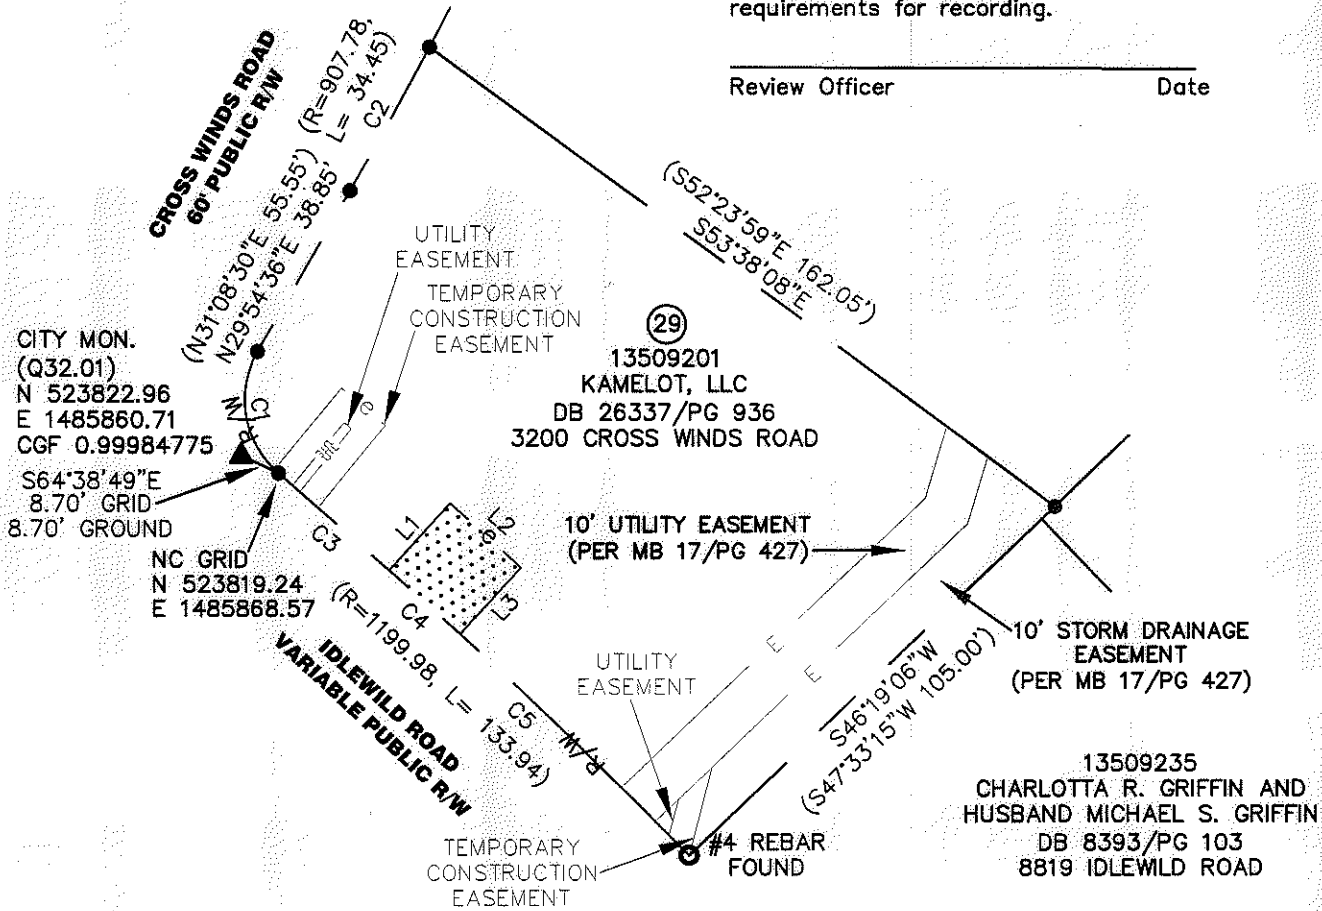 requirements for recording.
Review Officer Date
CROSS WINDS ROAD
60' PUBLIC R/W
(R=907.78,
L= 34.45)
C2
(N31°08'30"E 55.55')
N29°54'36"E 38.85'
UTILITY
EASEMENT
TEMPORARY
CONSTRUCTION
EASEMENT
(S52°23'59"E 162.05')
S53°38'08"E
29
13509201
KAMELOT, LLC
DB 26337/PG 936
3200 CROSS WINDS ROAD
CITY MON.
(Q32.01)
N 523822.96
E 1485860.71
CGF 0.99984775
S64°38'49"E
8.70' GRID
8.70' GROUND
NC GRID
N 523819.24
E 1485868.57
C1
R/W
e
C3
L1
L2
e
L3
C4
(R=1199.98, L= 133.94)
IDLEWILD ROAD
VARIABLE PUBLIC R/W
C5
R/W
10' UTILITY EASEMENT
(PER MB 17/PG 427)
E
E
UTILITY
EASEMENT
S46°19'06"W
(S47°33'15"W 105.00')
10' STORM DRAINAGE
EASEMENT
(PER MB 17/PG 427)
TEMPORARY
CONSTRUCTION
EASEMENT
#4 REBAR
FOUND
13509235
CHARLOTTA R. GRIFFIN AND
HUSBAND MICHAEL S. GRIFFIN
DB 8393/PG 103
8819 IDLEWILD ROAD